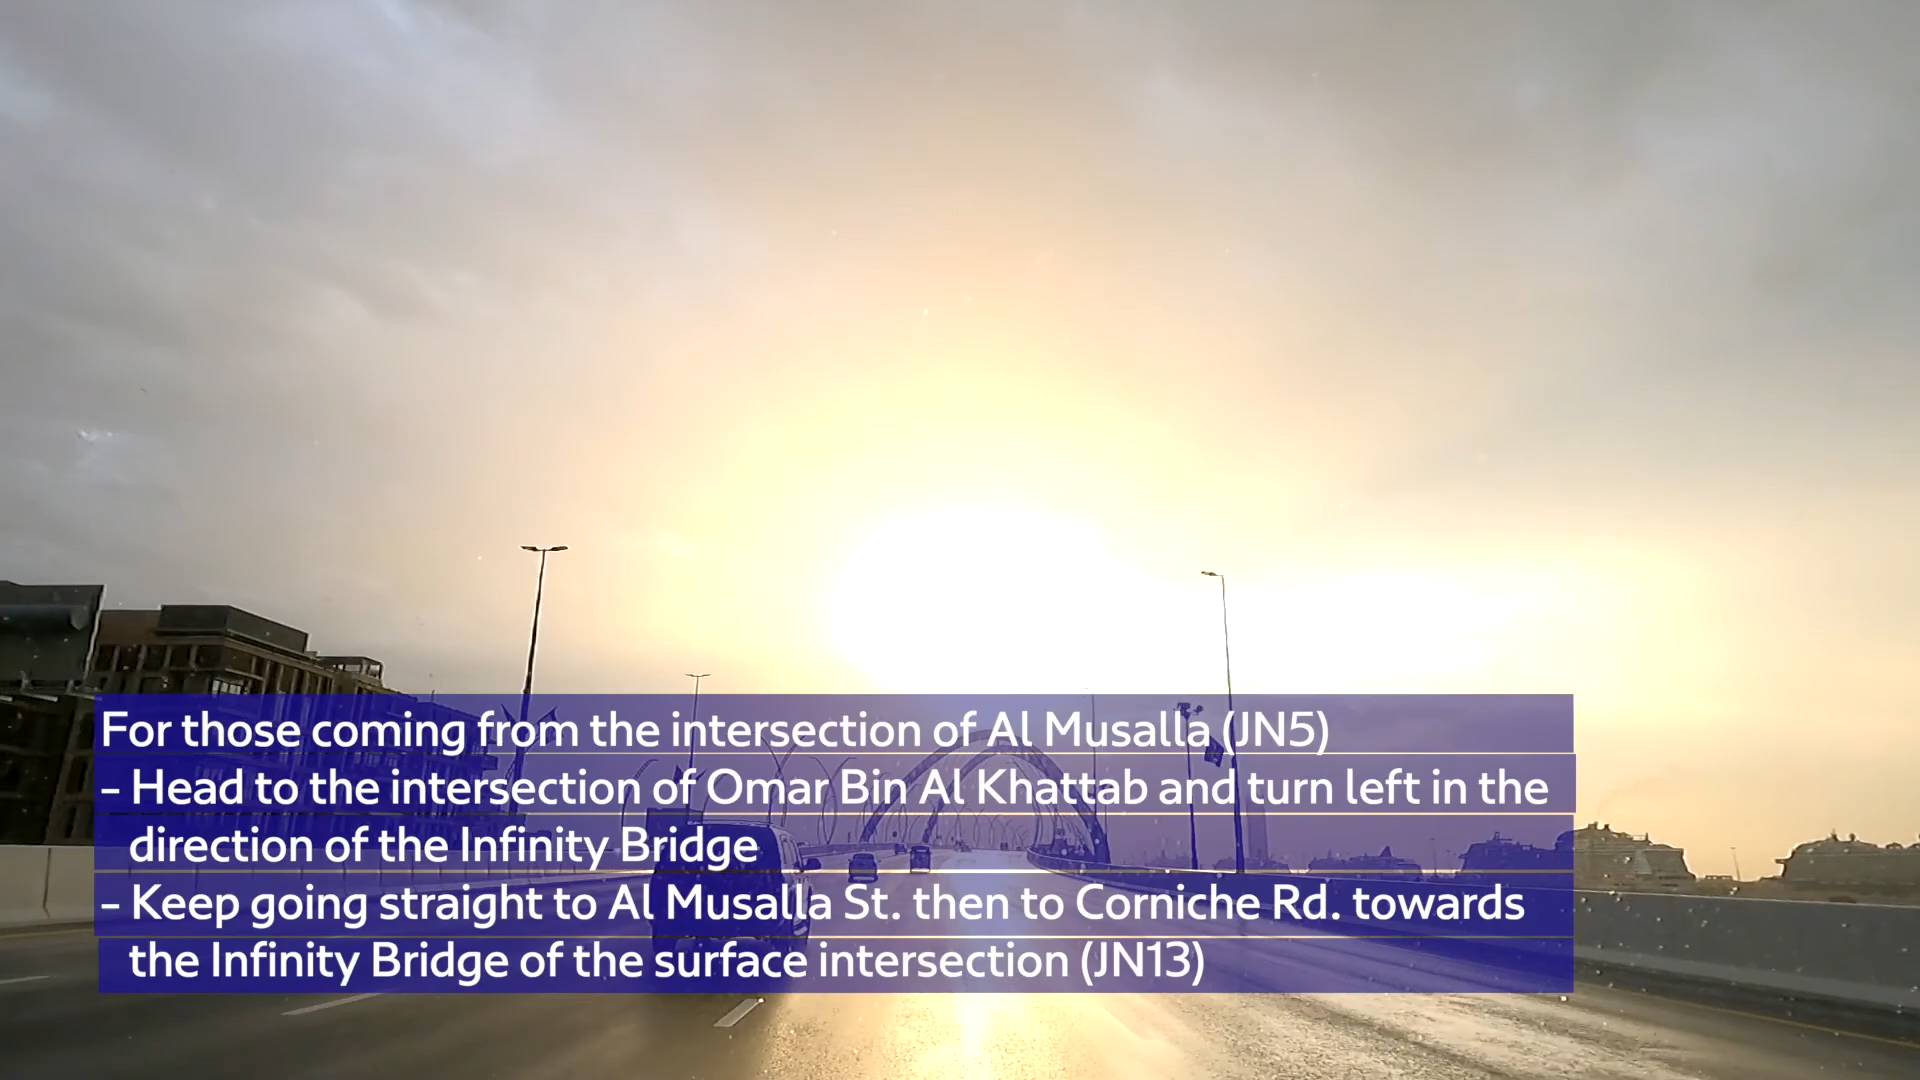 For those coming from the intersection of Al Musalla (JN5)
- Head to the intersection of Omar Bin Al Khattab and turn left in the
direction of the Infinity Bridge
- Keep going straight to Al Musalla St. then to Corniche Rd. towards
the Infinity Bridge of the surface intersection (JN13)